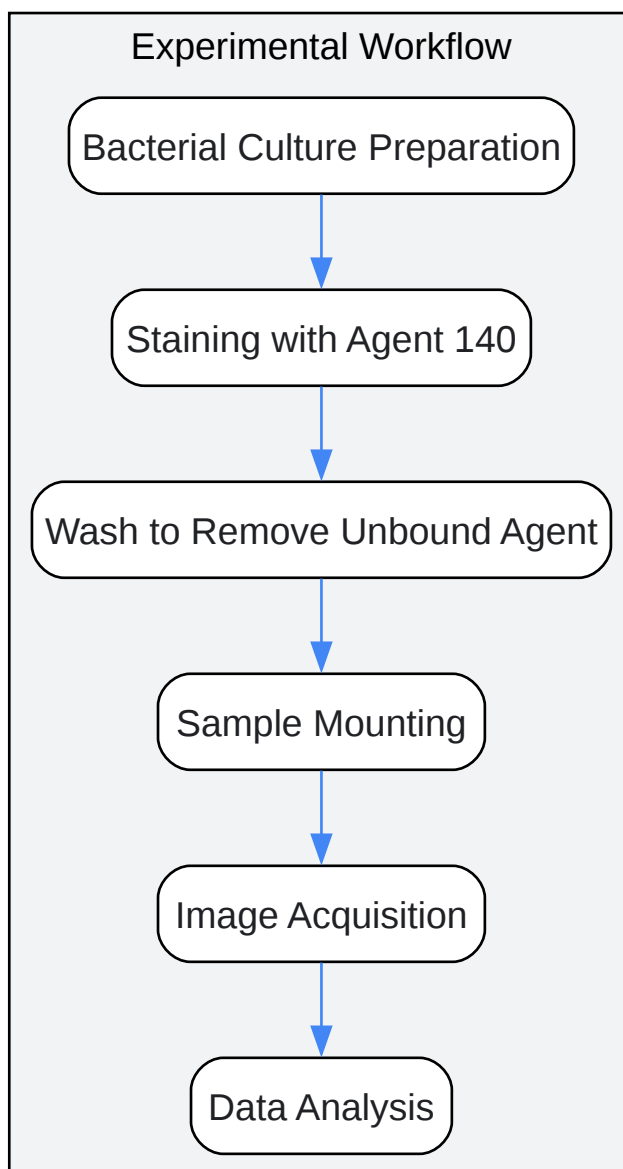 Experimental Workflow
Bacterial Culture Preparation
Staining with Agent 140
Wash to Remove Unbound Agent
Sample Mounting
Image Acquisition
Data Analysis